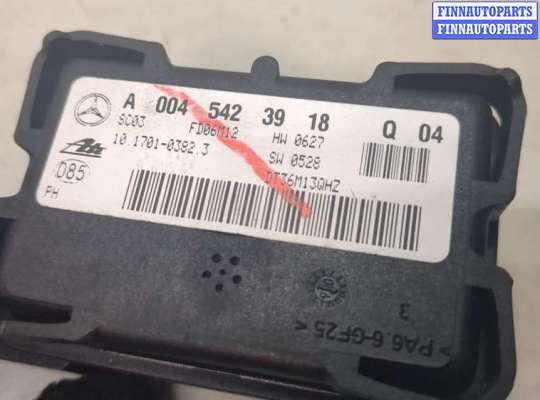 FINNAUTOPARTS
FINNAUTOPARTS
A 004 542 39 18 Q 04
SC03 FD06M12 HW 0627
10.1701-0382.3 SW 0528
Ate DT36M13QHZ
D85
PH
3
>PA6.6-GF25<